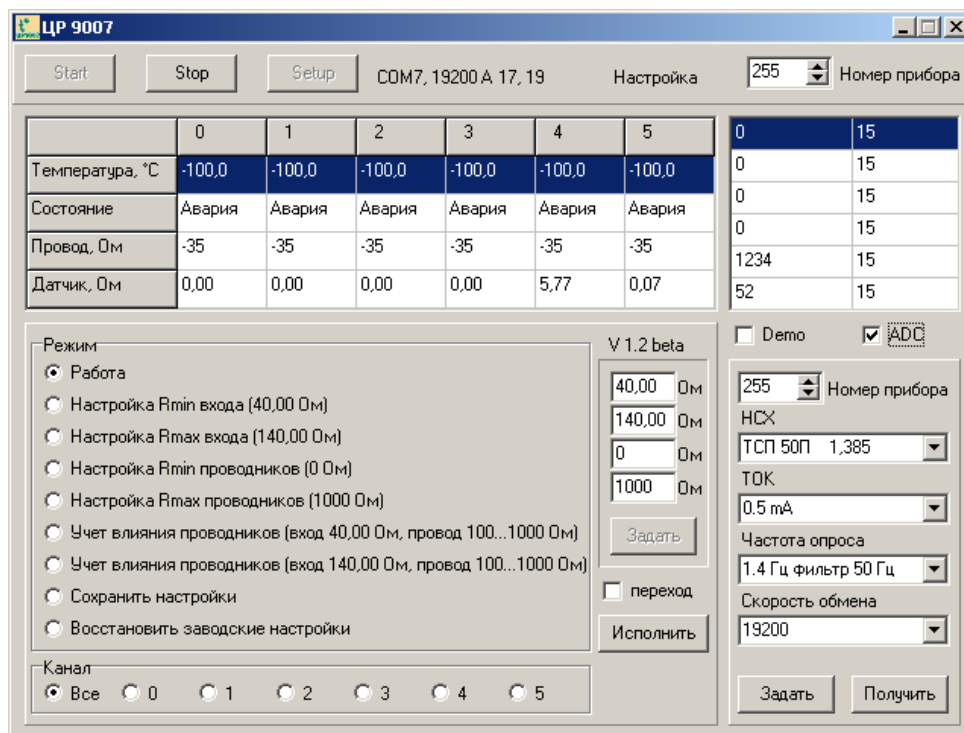 ЦР 9007
Start Stop Setup COM7, 19200 A 17, 19 Настройка 255 Номер прибора
0 1 2 3 4 5
Температура, °C -100,0 -100,0 -100,0 -100,0 -100,0 -100,0
Состояние Авария Авария Авария Авария Авария Авария
Провод, Ом -35 -35 -35 -35 -35 -35
Датчик, Ом 0,00 0,00 0,00 0,00 5,77 0,07
0 15
0 15
0 15
0 15
1234 15
52 15
Demo ADC
Режим
Работа
Настройка Rmin входа (40,00 Ом)
Настройка Rmax входа (140,00 Ом)
Настройка Rmin проводников (0 Ом)
Настройка Rmax проводников (1000 Ом)
Учет влияния проводников (вход 40,00 Ом, провод 100...1000 Ом)
Учет влияния проводников (вход 140,00 Ом, провод 100...1000 Ом)
Сохранить настройки
Восстановить заводские настройки
V 1.2 beta
40,00 Ом
140,00 Ом
0 Ом
1000 Ом
Задать
переход
Исполнить
Канал
Все 0 1 2 3 4 5
255 Номер прибора
НСХ
ТСП 50П 1,385
ТОК
0.5 mA
Частота опроса
1.4 Гц фильтр 50 Гц
Скорость обмена
19200
Задать Получить